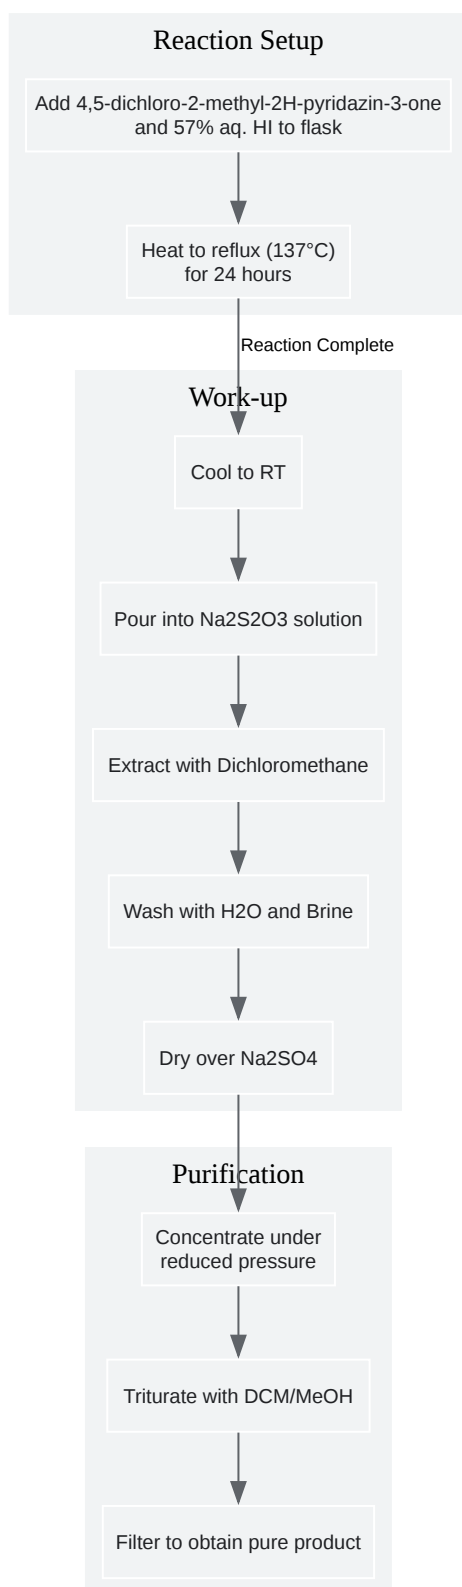 Reaction Setup
Add 4,5-dichloro-2-methyl-2H-pyridazin-3-one
and 57% aq. HI to flask
Heat to reflux (137°C)
for 24 hours
Reaction Complete
Work-up
Cool to RT
Pour into Na2S2O3 solution
Extract with Dichloromethane
Wash with H2O and Brine
Dry over Na2SO4
Purification
Concentrate under
reduced pressure
Triturate with DCM/MeOH
Filter to obtain pure product